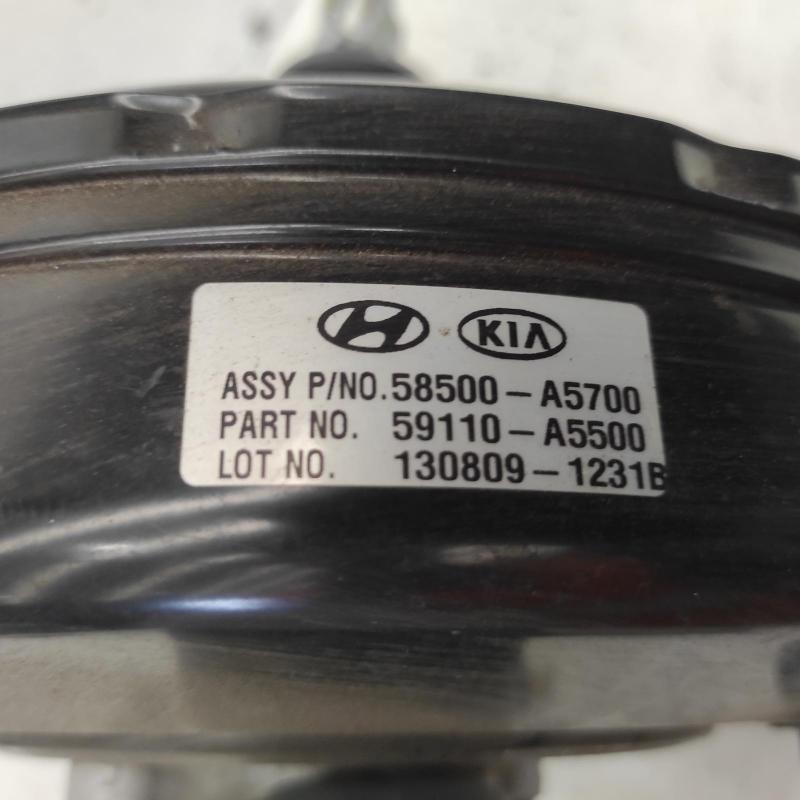 KIA
ASSY P/NO. 58500-A5700
PART NO. 59110-A5500
LOT NO. 130809-1231B